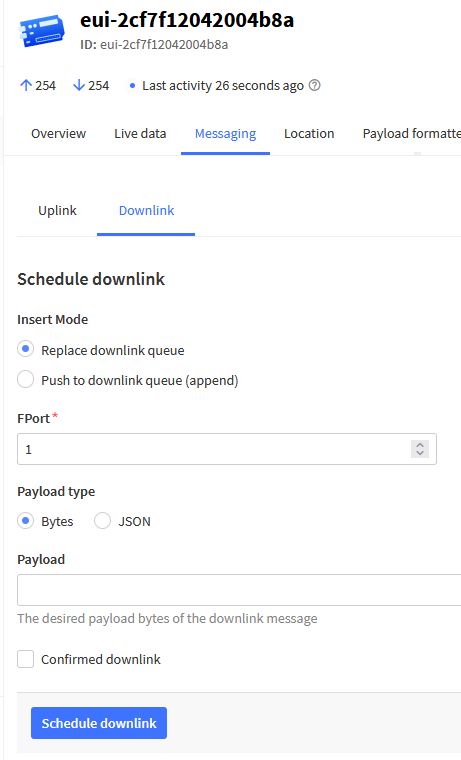 eui-2cf7f12042004b8a
ID: eui-2cf7f12042004b8a
254 254 • Last activity 26 seconds ago
Overview Live data Messaging Location Payload formatte
Uplink Downlink
Schedule downlink
Insert Mode
Replace downlink queue
Push to downlink queue (append)
FPort*
1
Payload type
Bytes JSON
Payload
The desired payload bytes of the downlink message
Confirmed downlink
Schedule downlink